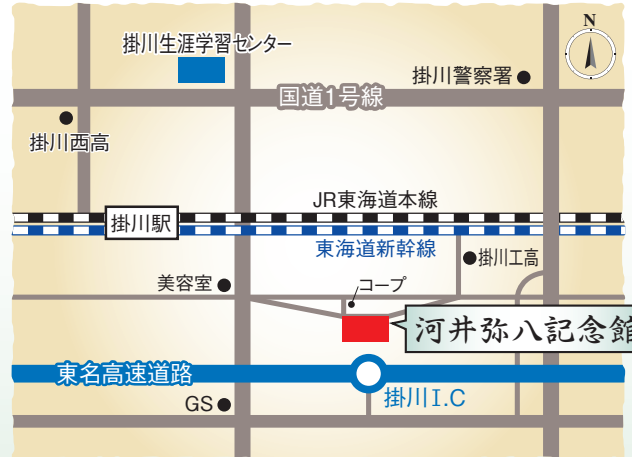 N
掛川生涯学習センター
掛川警察署
国道1号線
掛川西高
JR東海道本線
掛川駅
東海道新幹線
掛川工高
美容室
コープ
河井弥八記念館
東名高速道路
掛川I.C
GS